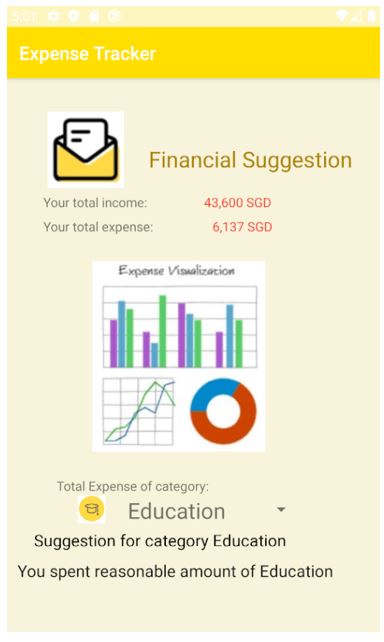 5:01
Expense Tracker
Financial Suggestion
Your total income: 43,600 SGD
Your total expense: 6,137 SGD
Expense Visualization
Total Expense of category:
Education
Suggestion for category Education
You spent reasonable amount of Education